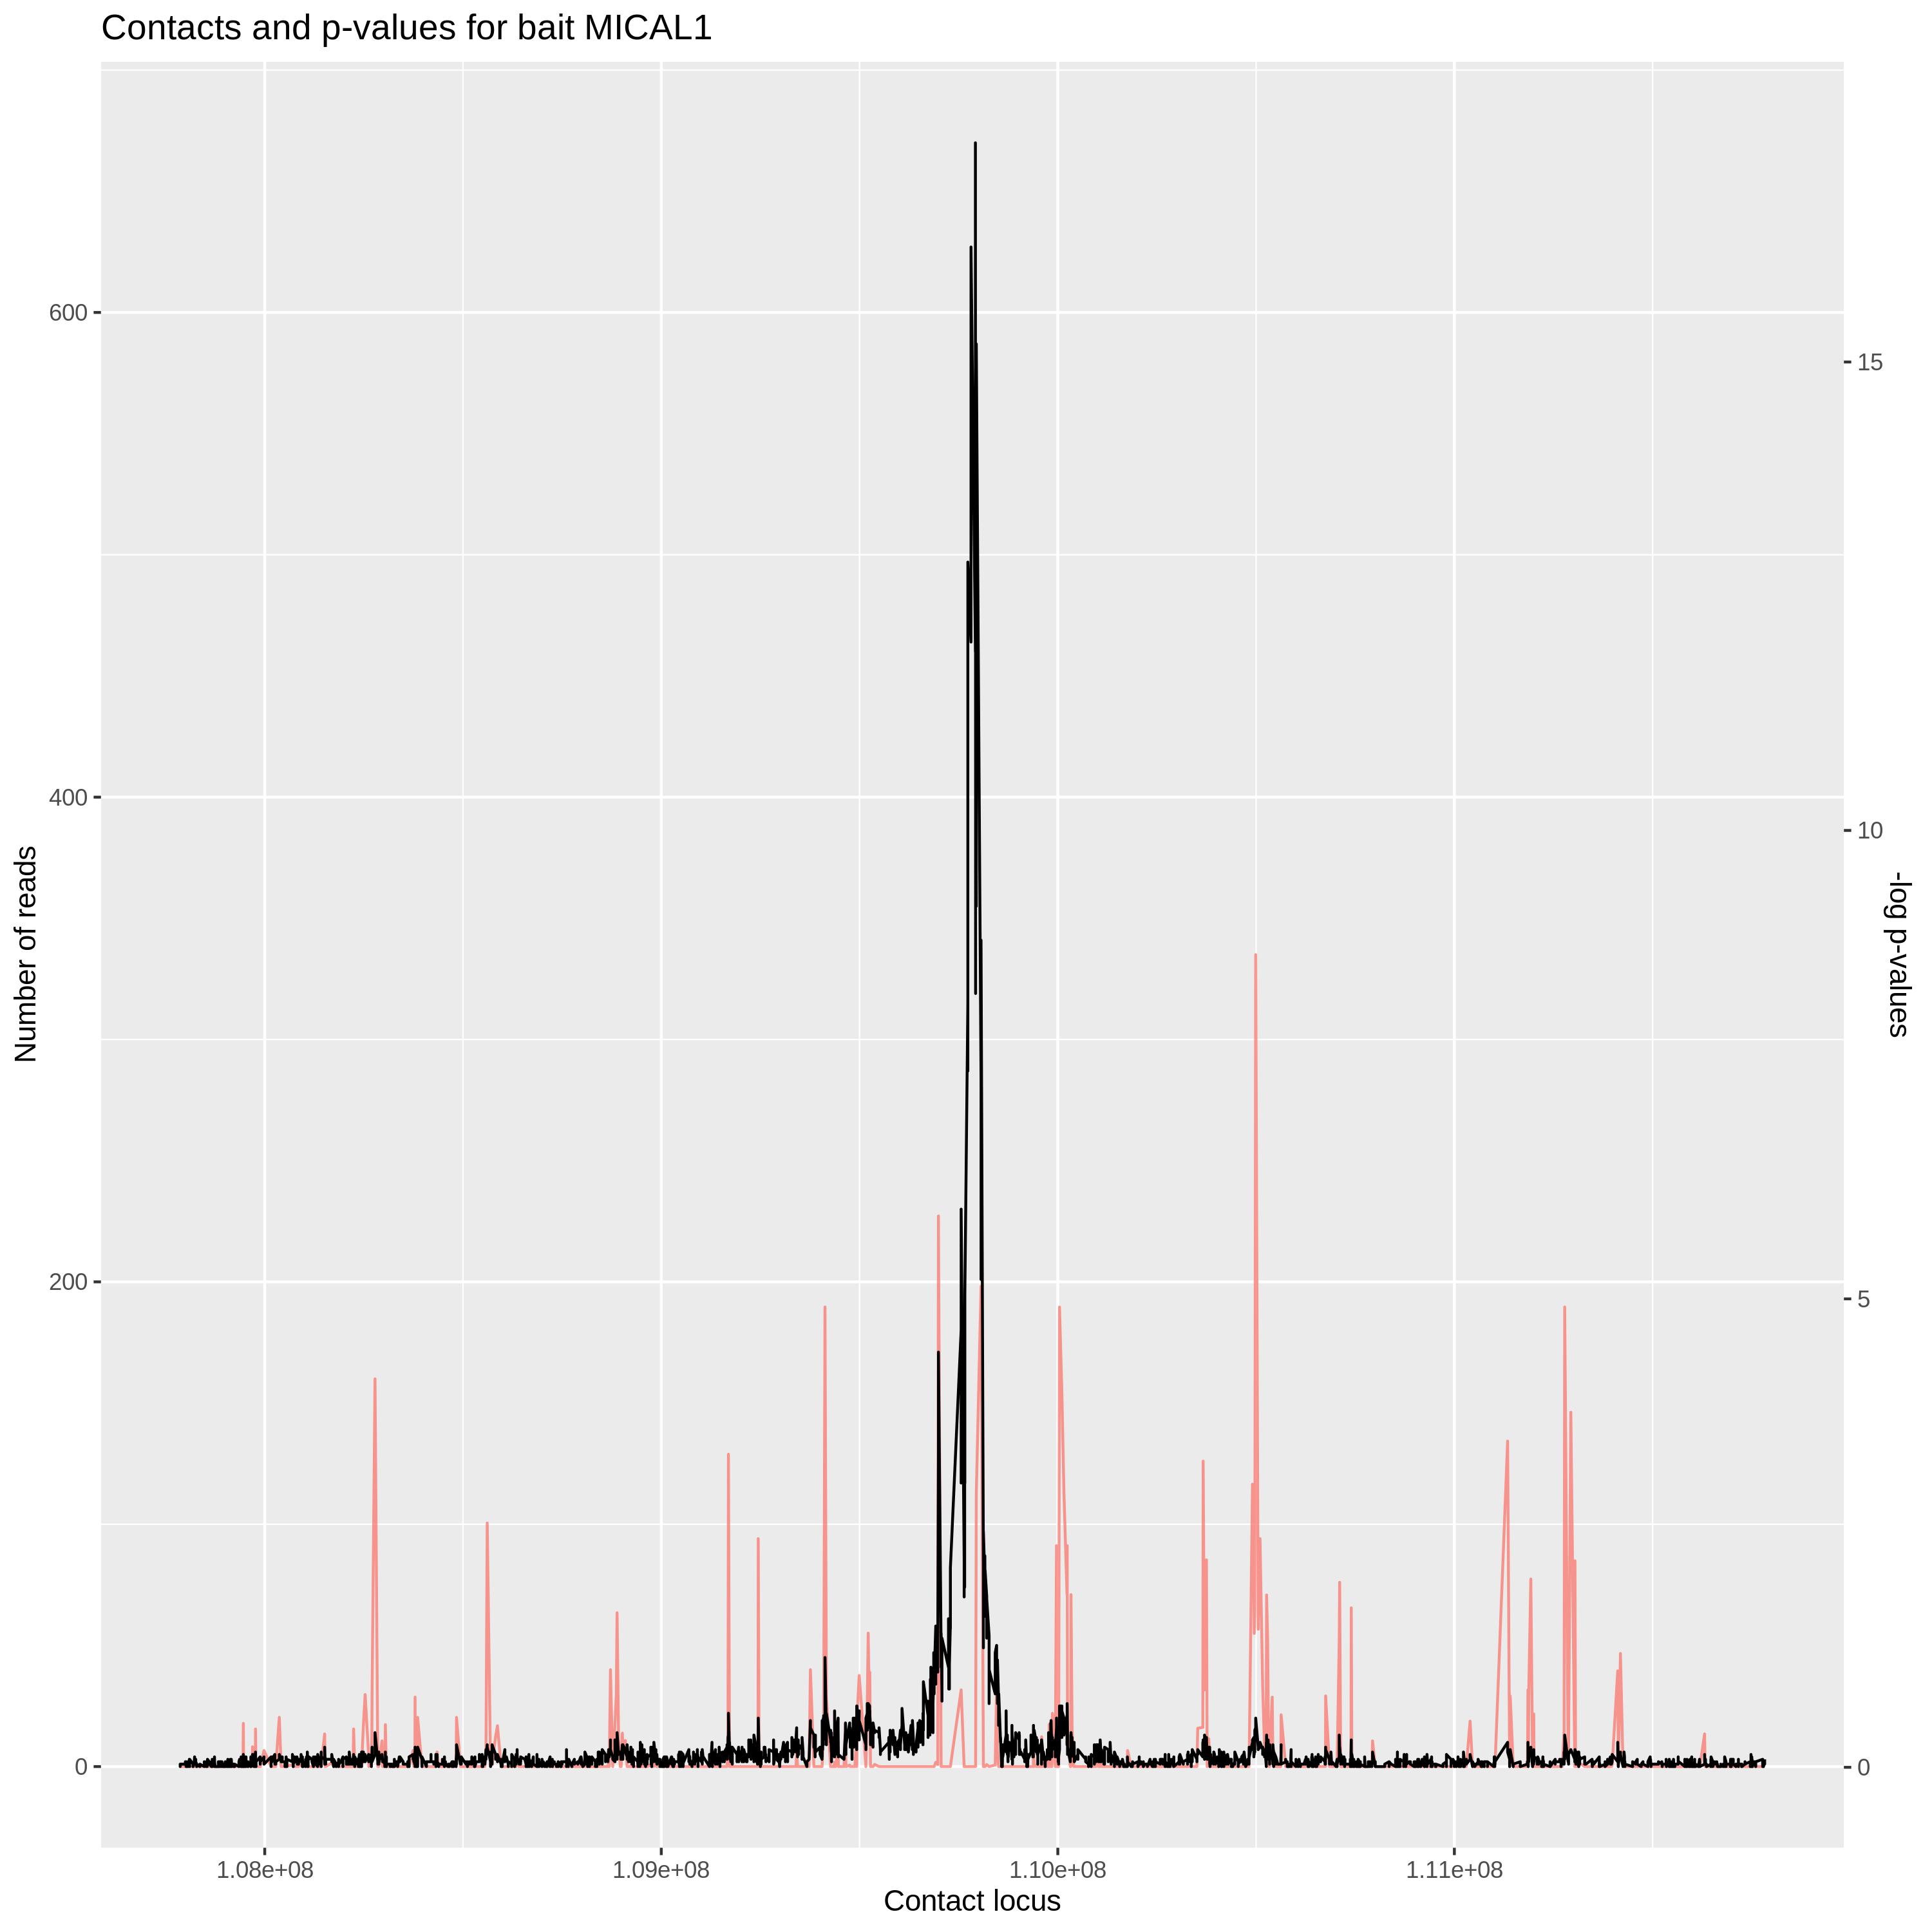 Contacts and p-values for bait MICAL1
Number of reads
600
400
200
0
15
10
5
0
-log p-values
1.08e+08 1.09e+08 1.10e+08 1.11e+08
Contact locus